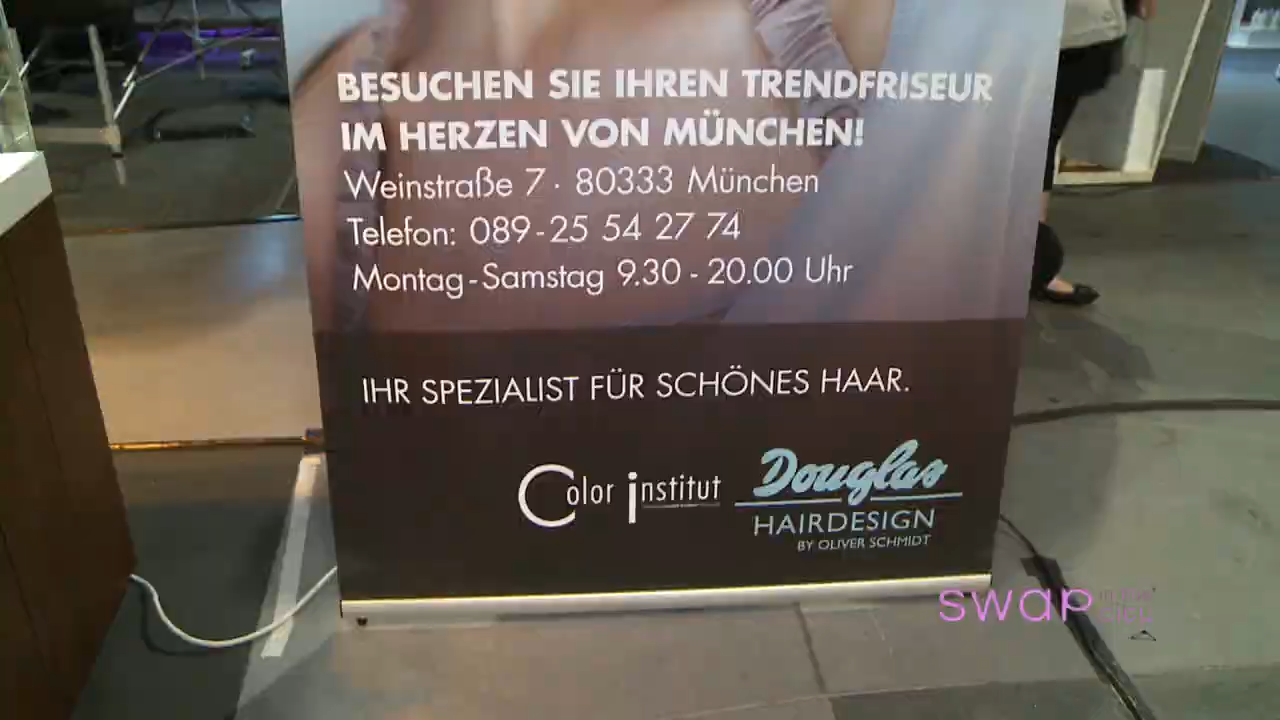 BESUCHEN SIE IHREN TRENDFRISEUR
IM HERZEN VON MÜNCHEN!
Weinstraße 7 · 80333 München
Telefon: 089-25 54 27 74
Montag-Samstag 9.30 - 20.00 Uhr
IHR SPEZIALIST FÜR SCHÖNES HAAR.
Color institut
Douglas
HAIRDESIGN
BY OLIVER SCHMIDT
swap